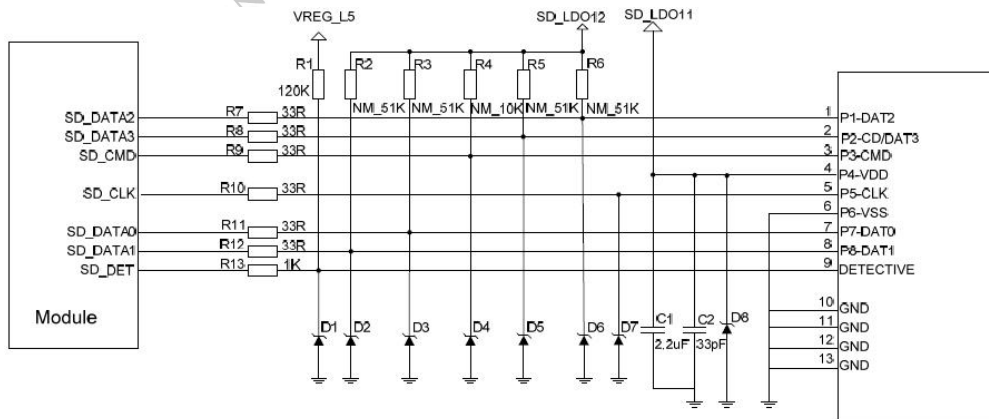 VREG_L5
SD_LDO12
SD_LDO11
R1
R2
R3
R4
R5
R6
120K
NM_51K
NM_51K
NM_10K
NM_51K
NM_51K
SD_DATA2
R7
33R
1
P1-DAT2
SD_DATA3
R8
33R
2
P2-CD/DAT3
SD_CMD
R9
33R
3
P3-CMD
4
P4-VDD
SD_CLK
R10
33R
5
P5-CLK
6
P6-VSS
SD_DATA0
R11
33R
7
P7-DAT0
SD_DATA1
R12
33R
8
P8-DAT1
SD_DET
R13
1K
9
DETECTIVE
Module
D1
D2
D3
D4
D5
D6
D7
C1
2.2uF
C2
33pF
D8
10
GND
11
GND
12
GND
13
GND